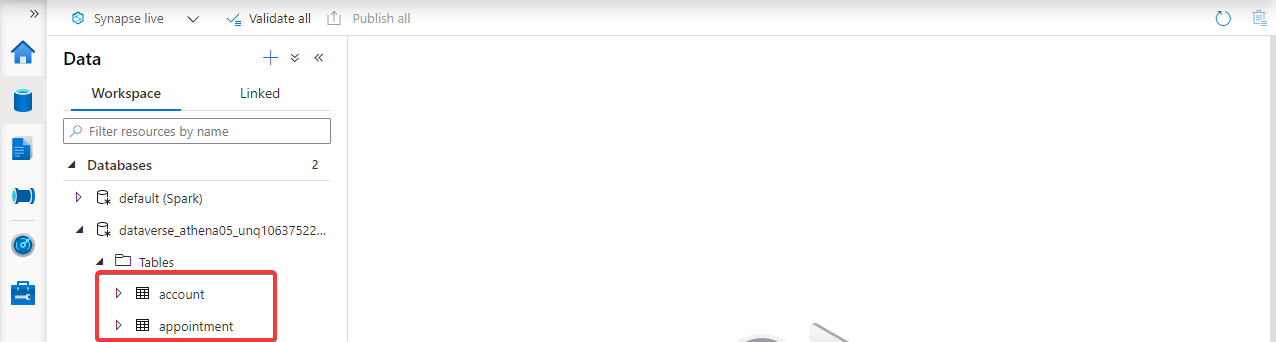 »
Synapse live
Validate all
Publish all
Data
Workspace
Linked
Filter resources by name
Databases 2
default (Spark)
dataverse_athena05_unq10637522...
Tables
account
appointment